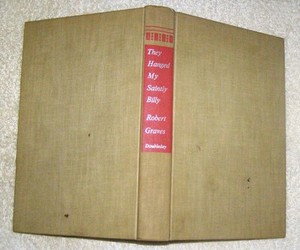 They
Hanged
My
Saintly
Billy
Robert
Graves
Doubleday